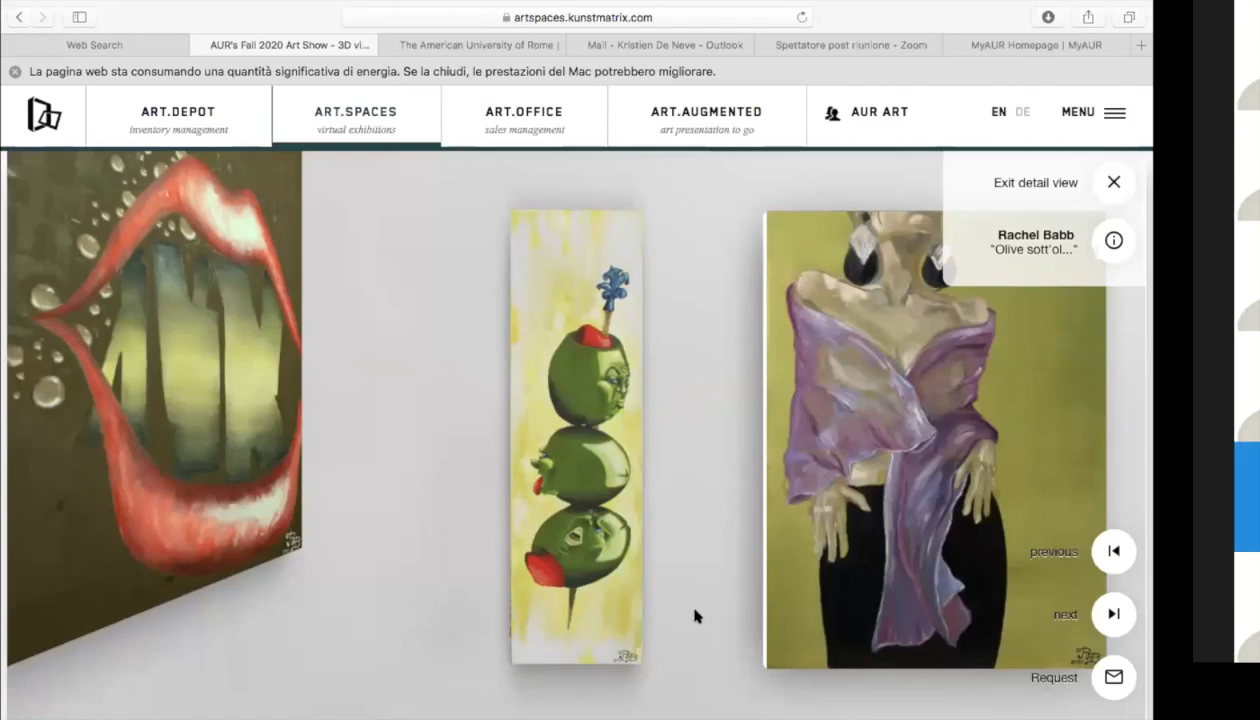 artspaces.kunstmatrix.com
Web Search
AUR's Fall 2020 Art Show - 3D vi...
The American University of Rome |
Mail - Kristien De Neve - Outlook
Spettatore post riunione - Zoom
MyAUR Homepage | MyAUR
La pagina web sta consumando una quantità significativa di energia. Se la chiudi, le prestazioni del Mac potrebbero migliorare.
ART.DEPOT
inventory management
ART.SPACES
virtual exhibitions
ART.OFFICE
sales management
ART.AUGMENTED
art presentation to go
AUR ART
EN DE
MENU
Exit detail view
Rachel Babb
"Olive sott'ol..."
previous
next
Request